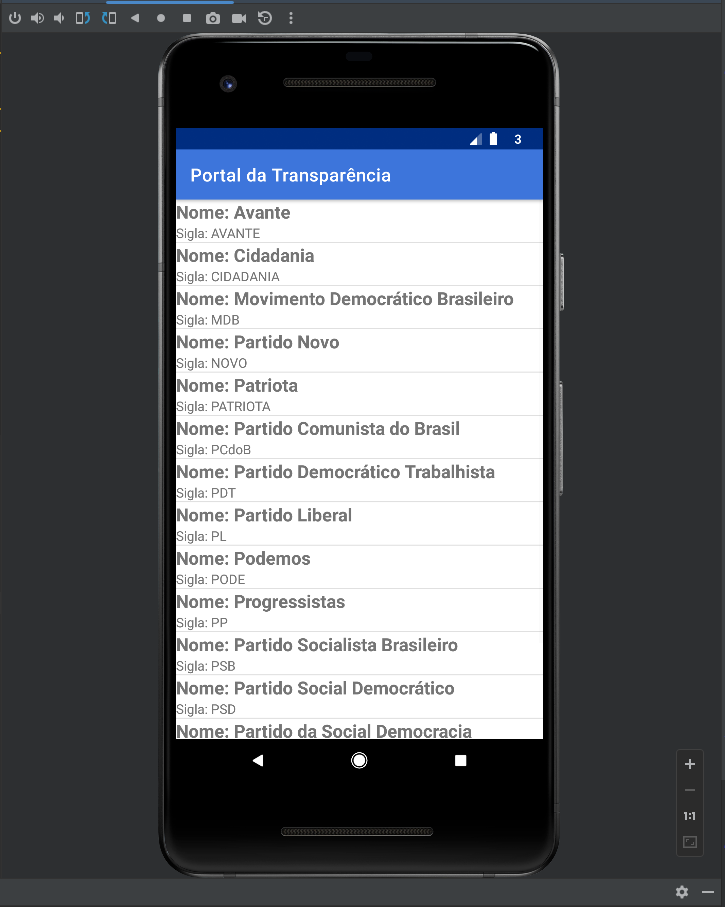 3
Portal da Transparência
Nome: Avante
Sigla: AVANTE
Nome: Cidadania
Sigla: CIDADANIA
Nome: Movimento Democrático Brasileiro
Sigla: MDB
Nome: Partido Novo
Sigla: NOVO
Nome: Patriota
Sigla: PATRIOTA
Nome: Partido Comunista do Brasil
Sigla: PCdoB
Nome: Partido Democrático Trabalhista
Sigla: PDT
Nome: Partido Liberal
Sigla: PL
Nome: Podemos
Sigla: PODE
Nome: Progressistas
Sigla: PP
Nome: Partido Socialista Brasileiro
Sigla: PSB
Nome: Partido Social Democrático
Sigla: PSD
Nome: Partido da Social Democracia
1:1